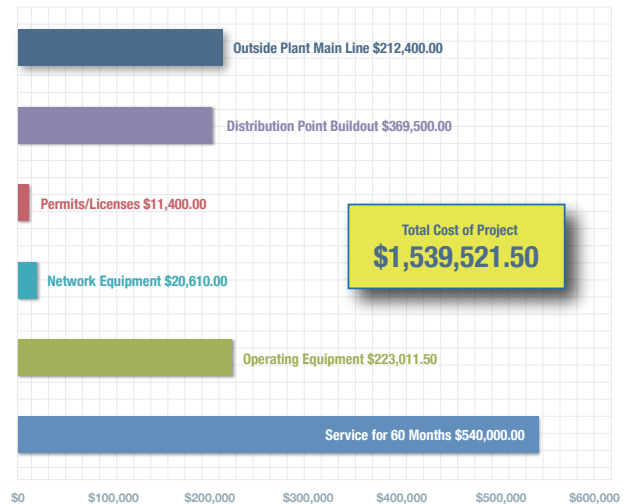 Outside Plant Main Line $212,400.00
Distribution Point Buildout $369,500.00
Permits/Licenses $11,400.00
Total Cost of Project
$1,539,521.50
Network Equipment $20,610.00
Operating Equipment $223,011.50
Service for 60 Months $540,000.00
$0 $100,000 $200,000 $300,000 $400,000 $500,000 $600,000